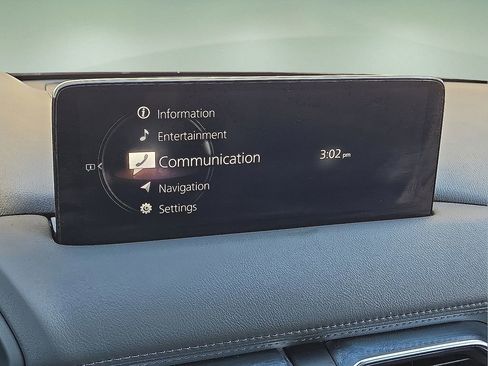 Information
Entertainment
Communication
3:02 pm
Navigation
Settings